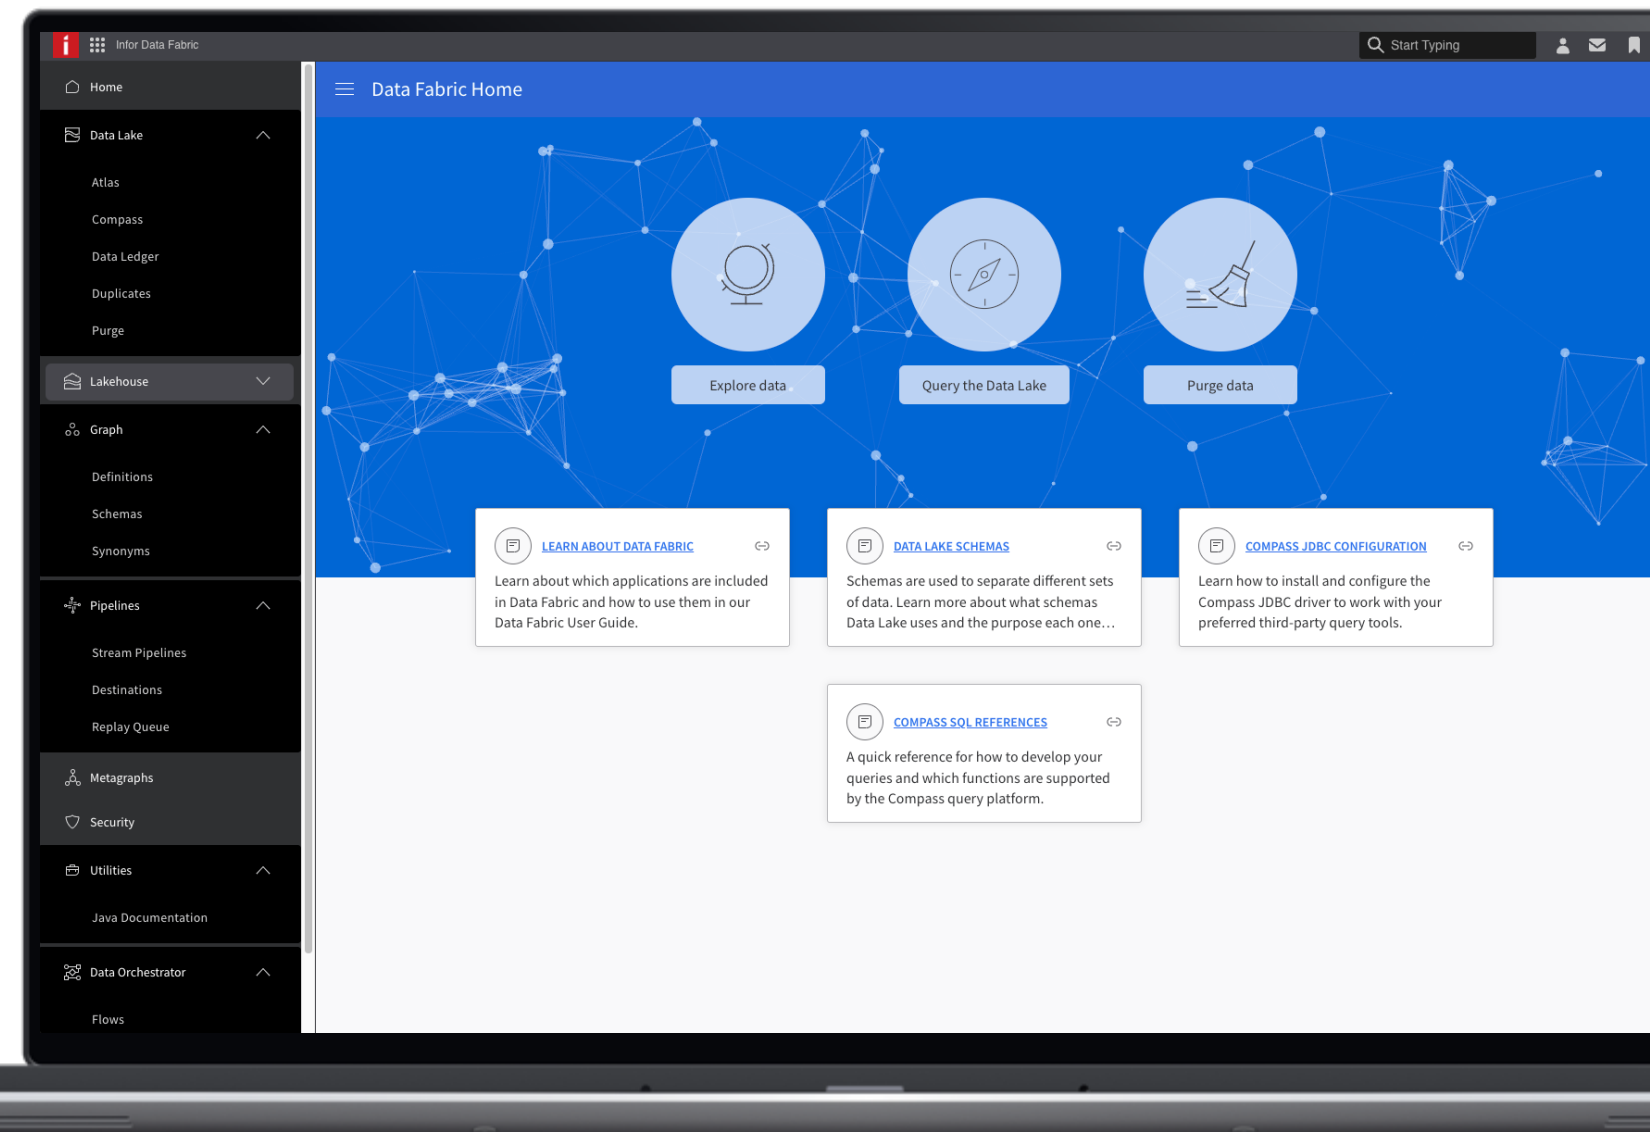 Infor Data Fabric
Start Typing
Home
Data Lake
Atlas
Compass
Data Ledger
Duplicates
Purge
Lakehouse
Graph
Definitions
Schemas
Synonyms
Pipelines
Stream Pipelines
Destinations
Replay Queue
Metagraphs
Security
Utilities
Java Documentation
Data Orchestrator
Flows
Data Fabric Home
Explore data
Query the Data Lake
Purge data
LEARN ABOUT DATA FABRIC
Learn about which applications are included
in Data Fabric and how to use them in our
Data Fabric User Guide.
DATA LAKE SCHEMAS
Schemas are used to separate different sets
of data. Learn more about what schemas
Data Lake uses and the purpose each one…
COMPASS JDBC CONFIGURATION
Learn how to install and configure the
Compass JDBC driver to work with your
preferred third-party query tools.
COMPASS SQL REFERENCES
A quick reference for how to develop your
queries and which functions are supported
by the Compass query platform.